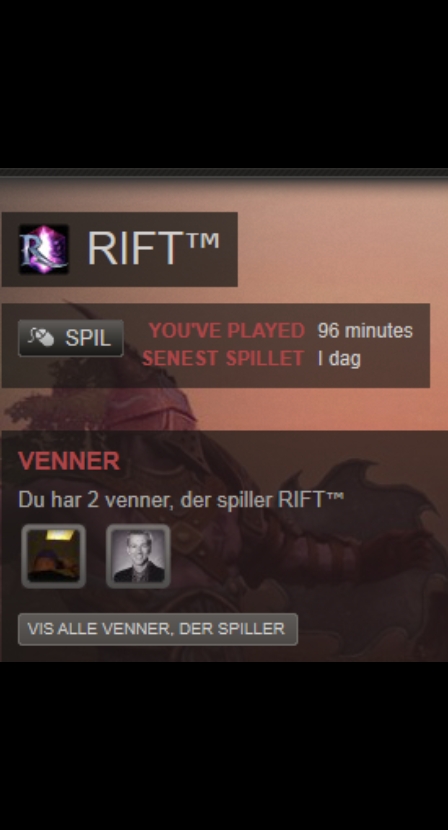 RIFT™
SPIL
YOU'VE PLAYED 96 minutes
SENEST SPILLET I dag
VENNER
Du har 2 venner, der spiller RIFT™
VIS ALLE VENNER, DER SPILLER